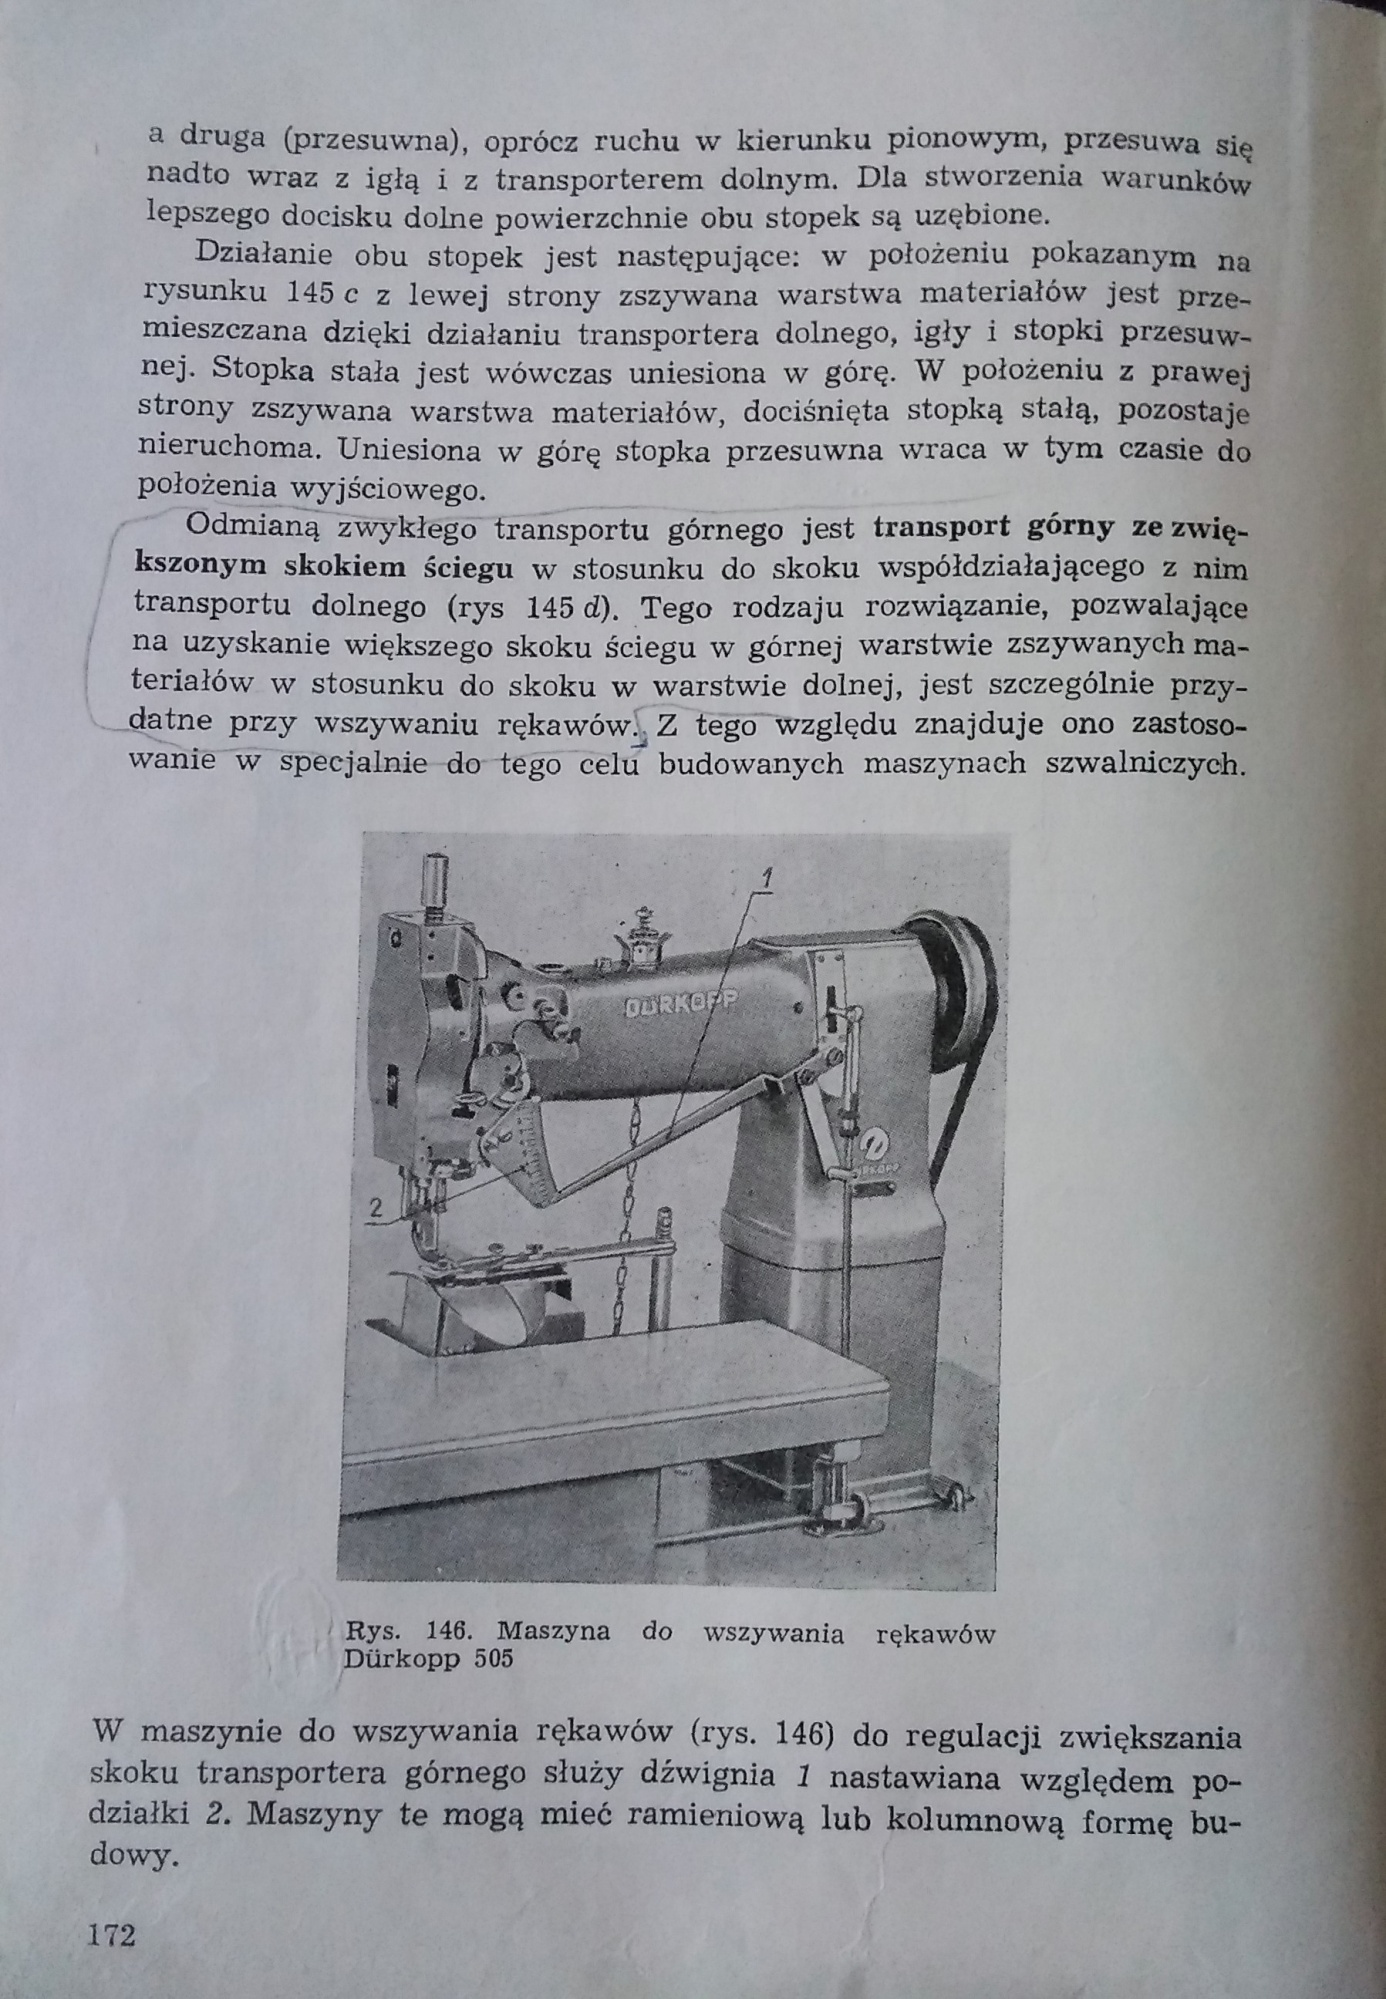 a druga (przesuwna), oprócz ruchu w kierunku pionowym, przesuwa się
nadto wraz z igłą i z transporterem dolnym. Dla stworzenia warunków
lepszego docisku dolne powierzchnie obu stopek są uzębione.
Działanie obu stopek jest następujące: w położeniu pokazanym na
rysunku 145 c z lewej strony zszywana warstwa materiałów jest prze-
mieszczana dzięki działaniu transportera dolnego, igły i stopki przesuw-
nej. Stopka stała jest wówczas uniesiona w górę. W położeniu z prawej
strony zszywana warstwa materiałów, dociśnięta stopką stałą, pozostaje
nieruchoma. Uniesiona w górę stopka przesuwna wraca w tym czasie do
położenia wyjściowego.
Odmianą zwykłego transportu górnego jest transport górny ze zwię-
kszonym skokiem ściegu w stosunku do skoku współdziałającego z nim
transportu dolnego (rys 145 d). Tego rodzaju rozwiązanie, pozwalające
na uzyskanie większego skoku ściegu w górnej warstwie zszywanych ma-
teriałów w stosunku do skoku w warstwie dolnej, jest szczególnie przy-
datne przy wszywaniu rękawów. Z tego względu znajduje ono zastoso-
wanie w specjalnie do tego celu budowanych maszynach szwalniczych.
1
DÜRKOPP
D
DÜRKOPP
2
Rys. 146. Maszyna do wszywania rękawów
Dürkopp 505
W maszynie do wszywania rękawów (rys. 146) do regulacji zwiększania
skoku transportera górnego służy dźwignia 1 nastawiana względem po-
działki 2. Maszyny te mogą mieć ramieniową lub kolumnową formę bu-
dowy.
172